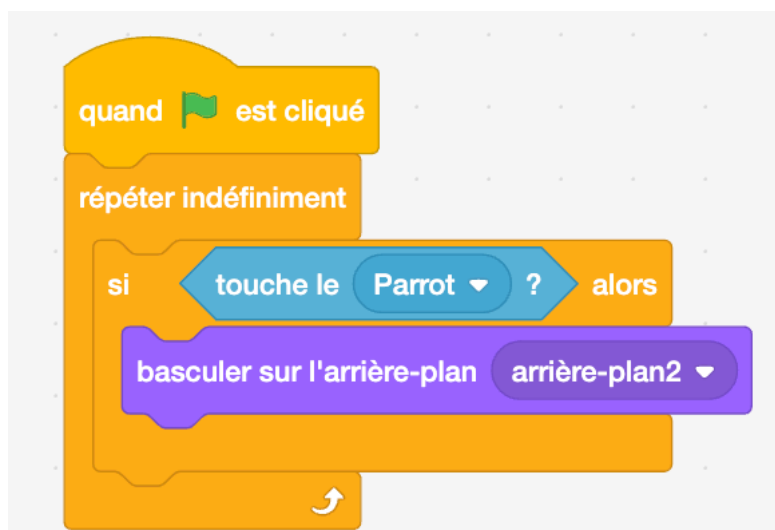 quand est cliqué
répéter indéfiniment
si touche le Parrot ? alors
basculer sur l'arrière-plan arrière-plan2